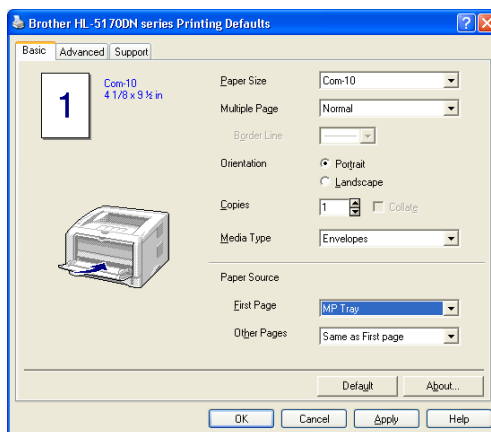 Brother HL-5170DN series Printing Defaults
Basic Advanced Support
1
Com-10
4 1/8 x 9 ½ in
Paper Size Com-10
Multiple Page Normal
Border Line
Orientation Portrait
Landscape
Copies 1 Collate
Media Type Envelopes
Paper Source
First Page MP Tray
Other Pages Same as First page
Default About...
OK Cancel Apply Help